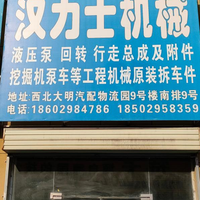 汉力士机械
液压泵 回转 行走总成及附件
挖掘机泵车等工程机械原装拆车件
地址:西北大明汽配物流园9号楼南排9号
电话:18602984786 18502958359